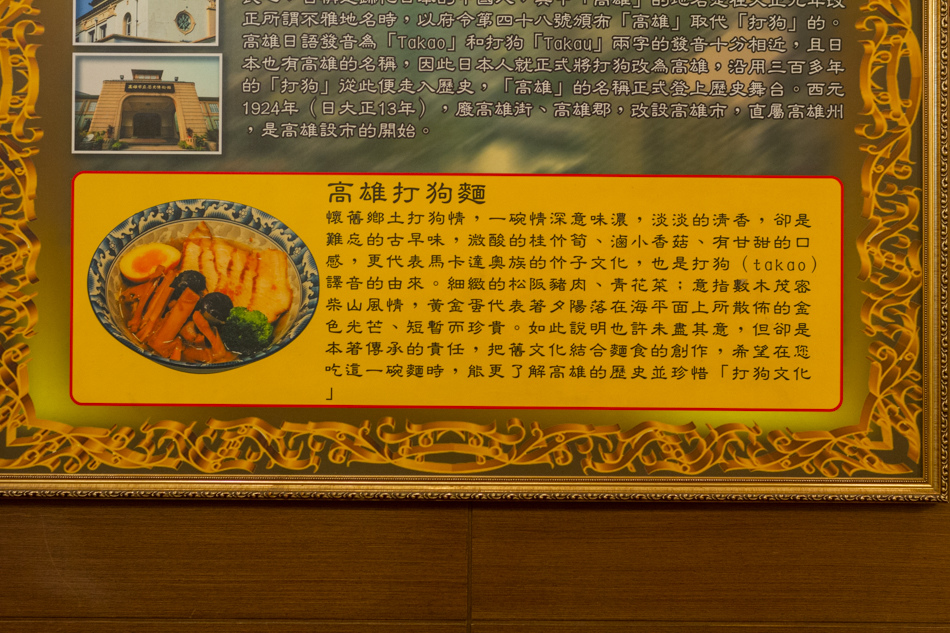 正所謂不雅地名時，以府令第四十八號頒布「高雄」取代「打狗」的。
高雄日語發音為「Takao」和打狗「Takau」兩字的發音十分相近，且日
本也有高雄的名稱，因此日本人就正式將打狗改為高雄，沿用三百多年
的「打狗」從此便走入歷史，「高雄」的名稱正式登上歷史舞台。西元
1924年（日大正13年），廢高雄街、高雄郡，改設高雄市，直屬高雄州
，是高雄設市的開始。
高雄打狗麵
懷舊鄉土打狗情，一碗情深意味濃，淡淡的清香，卻是
難忘的古早味，微酸的桂竹筍、滷小香菇、有甘甜的口
感，更代表馬卡達奧族的竹子文化，也是打狗（takao）
譯音的由來。細緻的松阪豬肉、青花菜；意指數木茂密
柴山風情，黃金蛋代表著夕陽落在海平面上所散佈的金
色光芒、短暫而珍貴。如此說明也許未盡其意，但卻是
本著傳承的責任，把舊文化結合麵食的創作，希望在您
吃這一碗麵時，能更了解高雄的歷史並珍惜「打狗文化
」